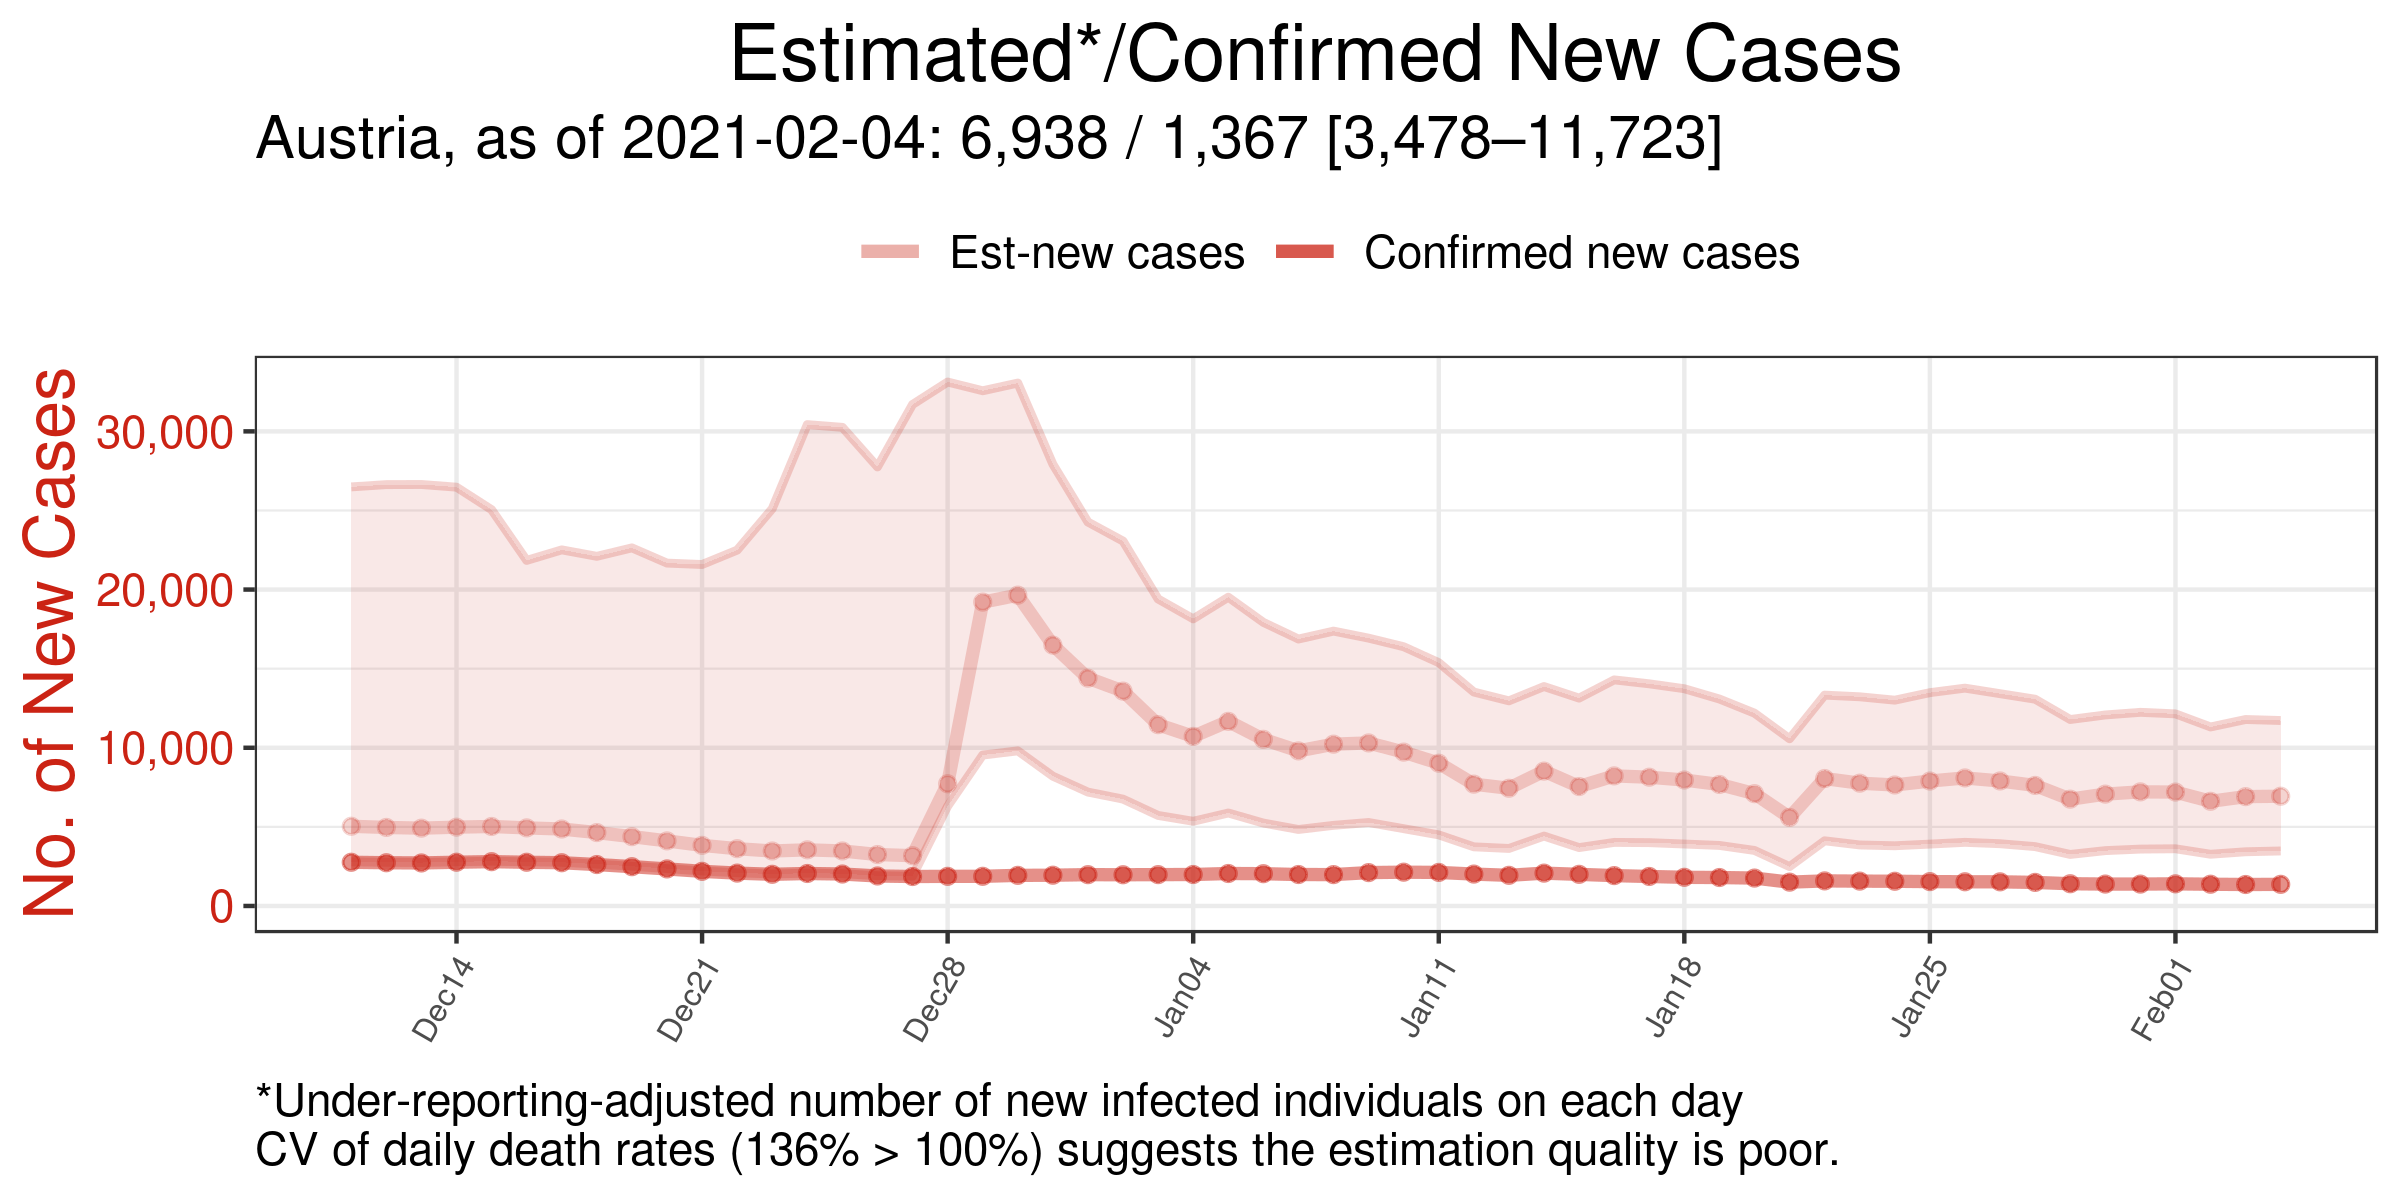 Estimated*/Confirmed New Cases
Austria, as of 2021-02-04: 6,938 / 1,367 [3,478–11,723]
Est-new cases
Confirmed new cases
No. of New Cases
30,000
20,000
10,000
0
Dec14
Dec21
Dec28
Jan04
Jan11
Jan18
Jan25
Feb01
*Under-reporting-adjusted number of new infected individuals on each day
CV of daily death rates (136% > 100%) suggests the estimation quality is poor.